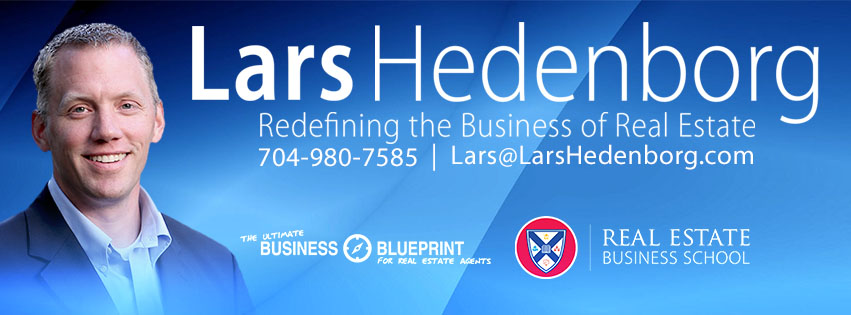 Lars Hedenborg
Redefining the Business of Real Estate
704-980-7585 | Lars@LarsHedenborg.com
THE ULTIMATE
BUSINESS BLUEPRINT
FOR REAL ESTATE AGENTS
REAL ESTATE
BUSINESS SCHOOL